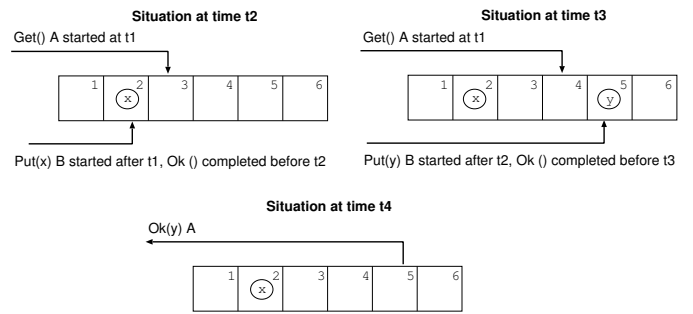 Situation at time t2
Get() A started at t1
1 2 3 4 5 6
x
Put(x) B started after t1, Ok () completed before t2
Situation at time t3
Get() A started at t1
1 2 3 4 5 6
x y
Put(y) B started after t2, Ok () completed before t3
Situation at time t4
Ok(y) A
1 2 3 4 5 6
x